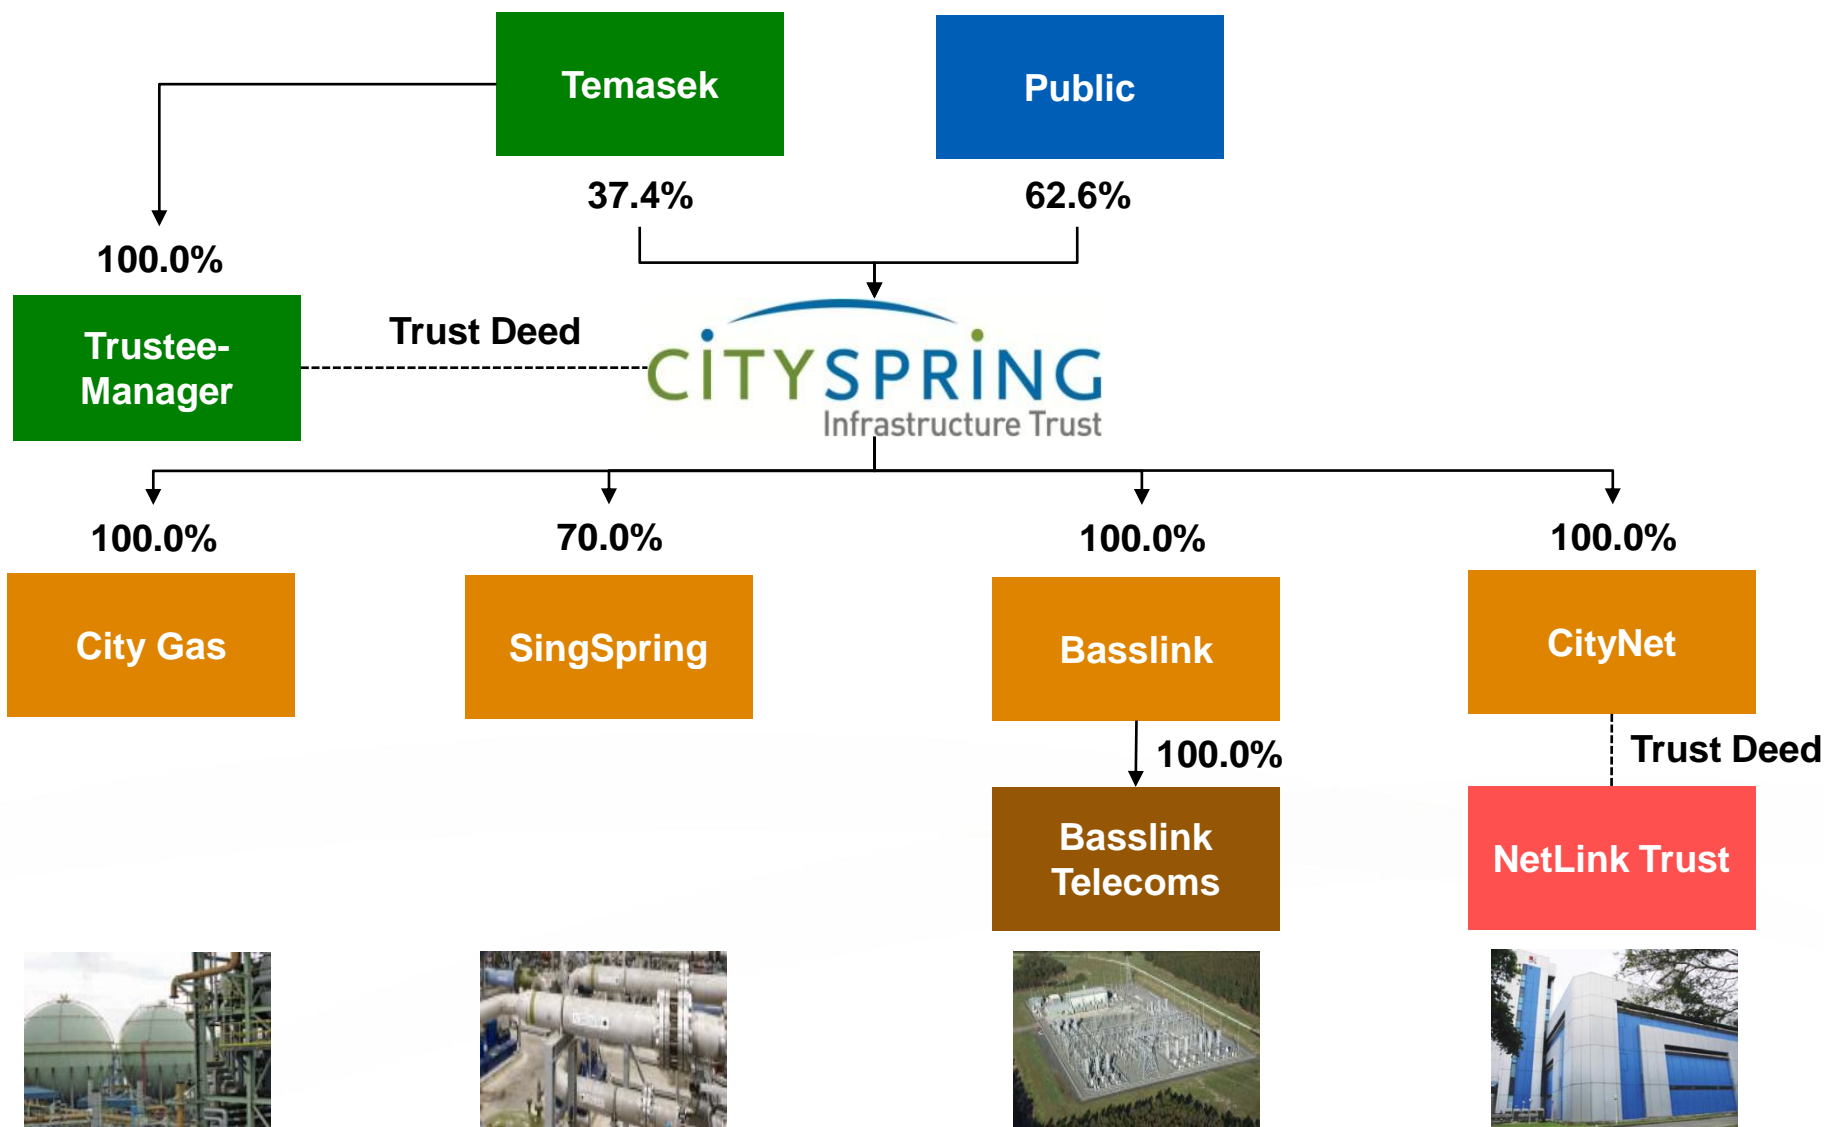 Temasek
Public
37.4%
62.6%
100.0%
Trustee-
Manager
Trust Deed
CiTYSPRiNG
Infrastructure Trust
100.0%
70.0%
100.0%
100.0%
City Gas
SingSpring
Basslink
CityNet
100.0%
Trust Deed
Basslink
Telecoms
NetLink Trust